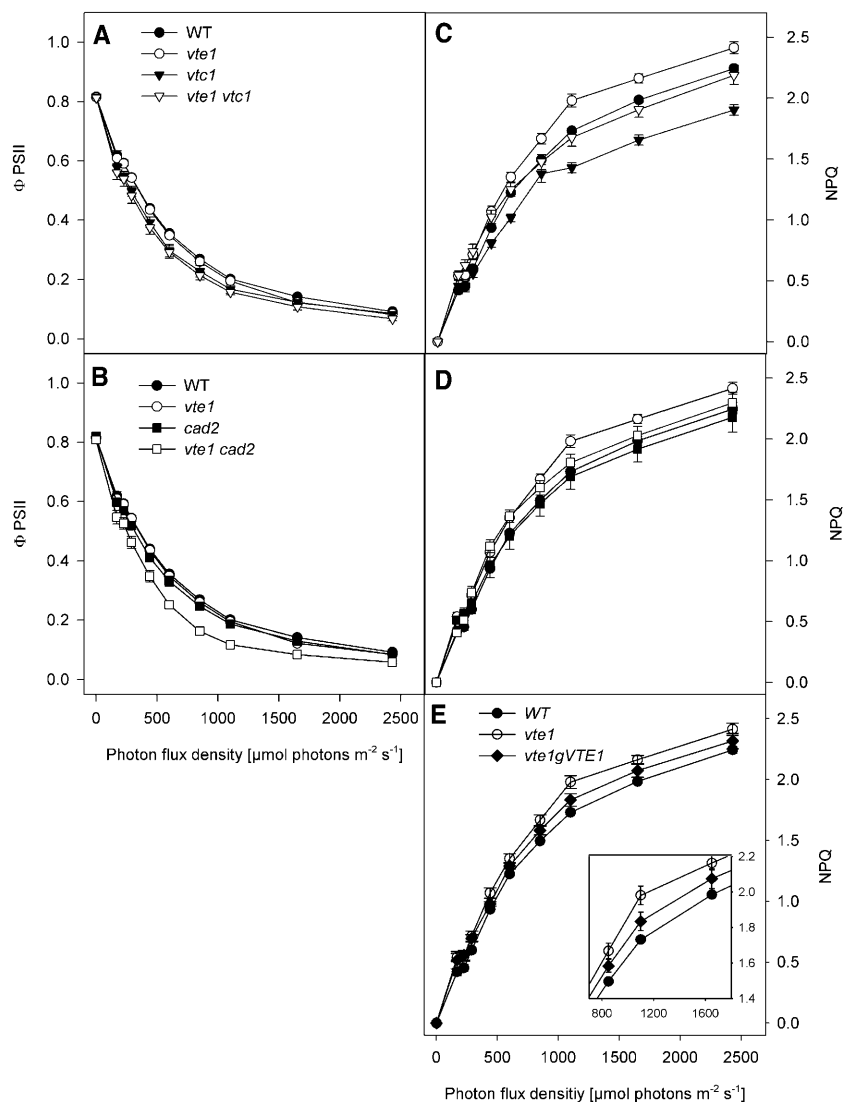 A
WT
vte1
vtc1
vte1 vtc1
1.0
0.8
0.6
0.4
0.2
0.0
Φ PSII
C
2.5
2.0
1.5
1.0
0.5
0.0
NPQ
B
WT
vte1
cad2
vte1 cad2
1.0
0.8
0.6
0.4
0.2
0.0
Φ PSII
0 500 1000 1500 2000 2500
Photon flux density [µmol photons m-2 s-1]
D
2.5
2.0
1.5
1.0
0.5
0.0
NPQ
E
WT
vte1
vte1gVTE1
2.5
2.0
1.5
1.0
0.5
0.0
NPQ
2.2
2.0
1.8
1.6
1.4
800 1200 1600
0 500 1000 1500 2000 2500
Photon flux densitiy [µmol photons m-2 s-1]